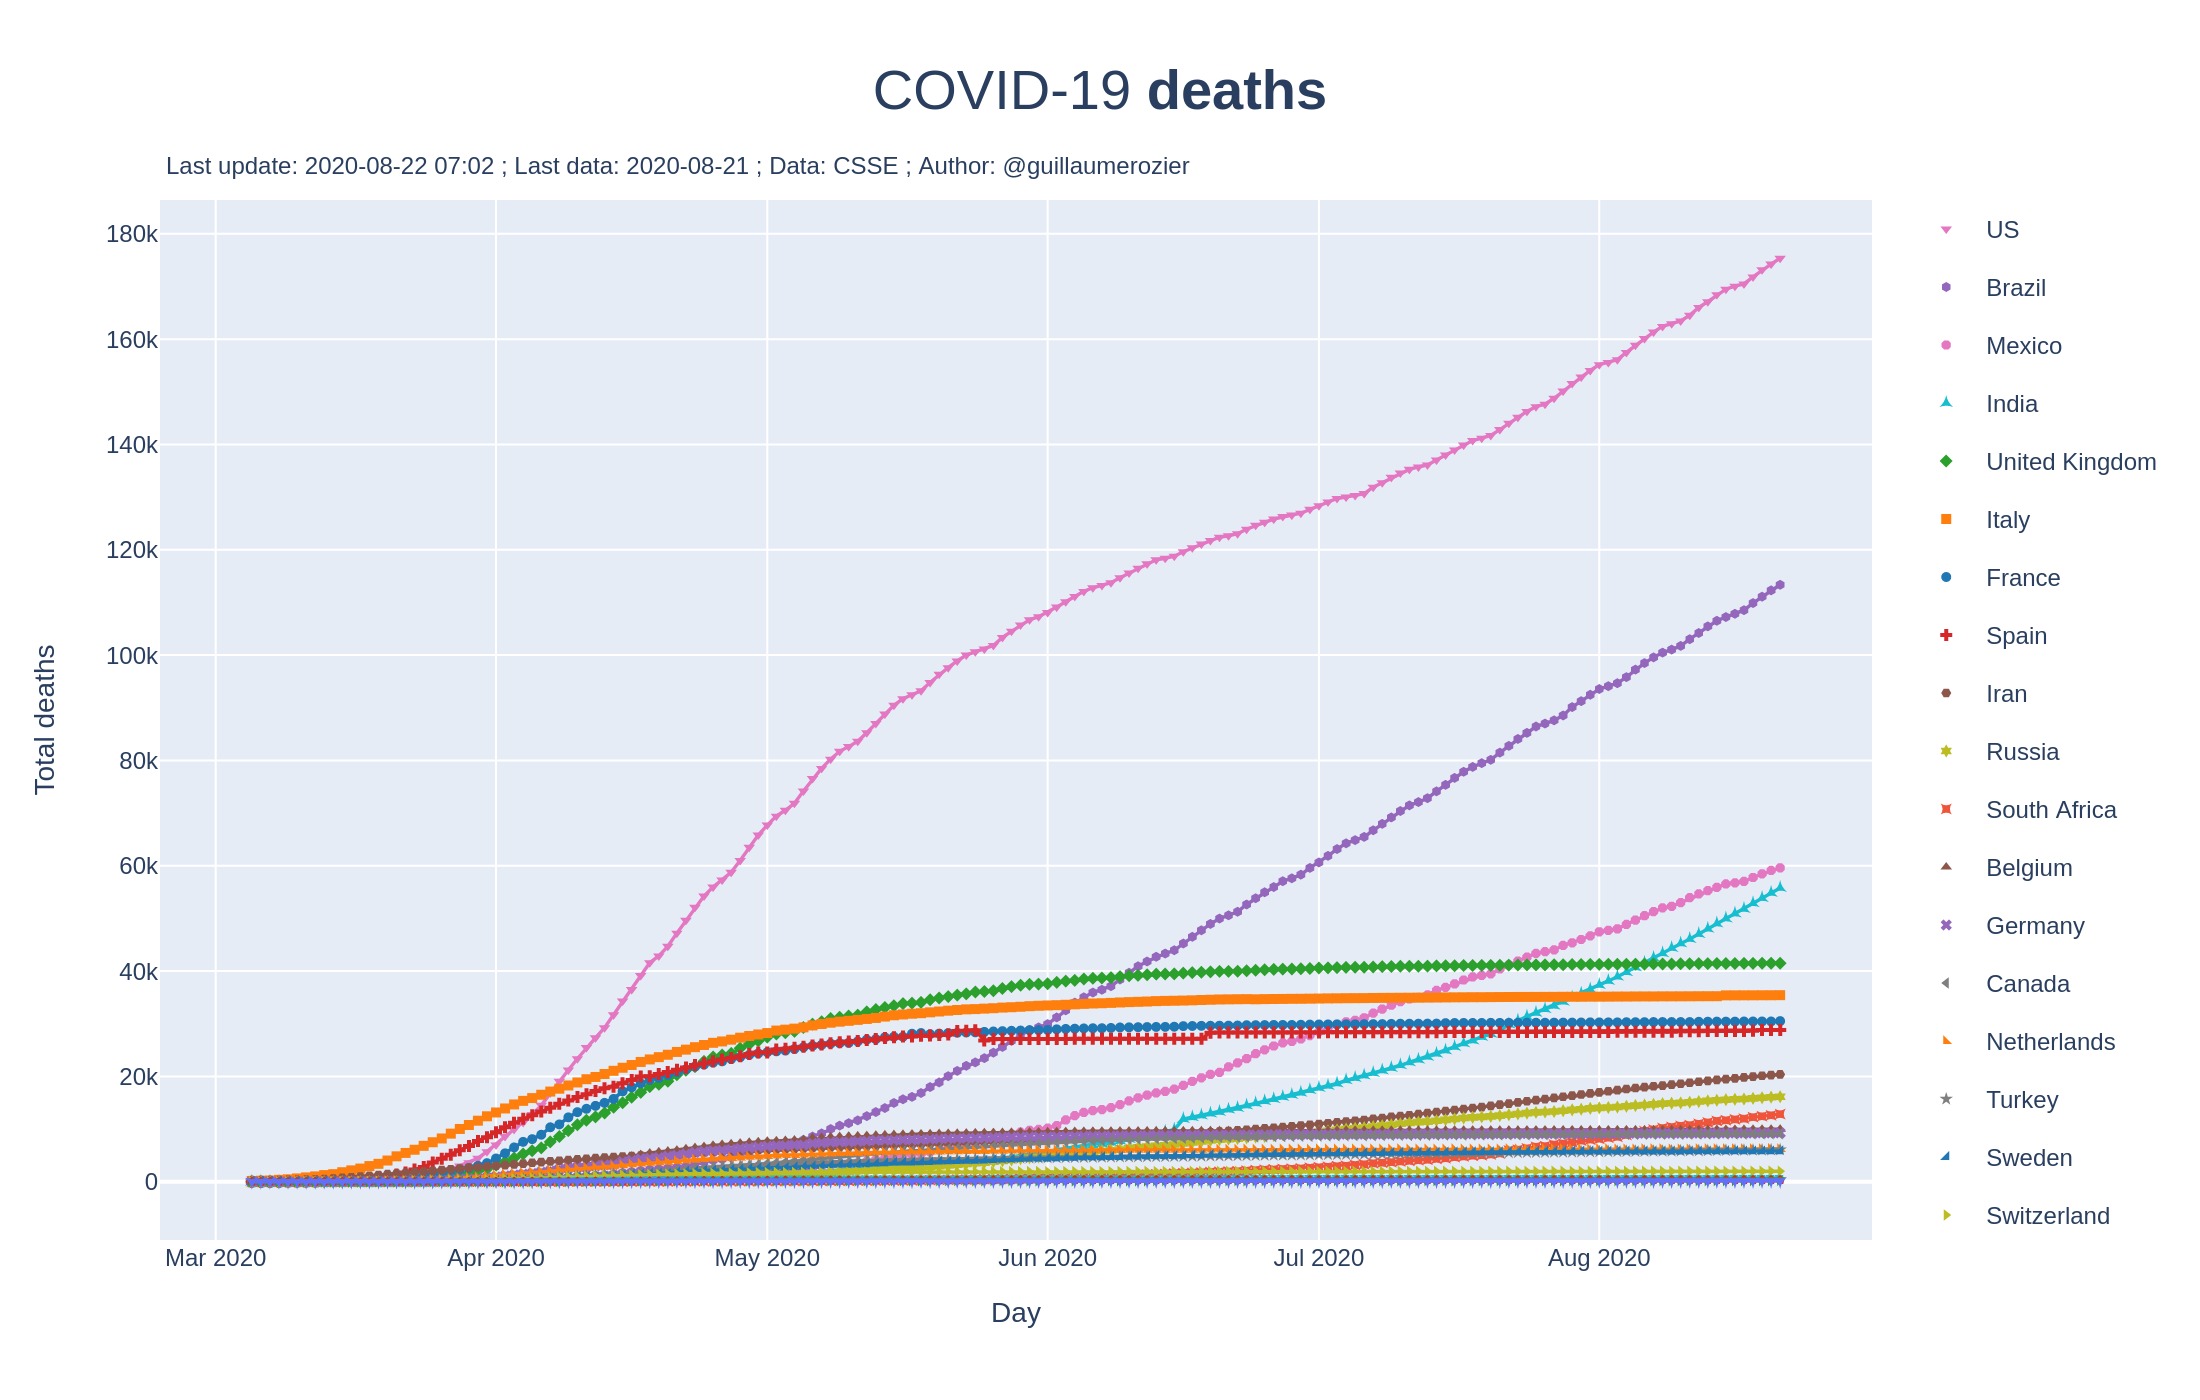 COVID-19 deaths
Last update: 2020-08-22 07:02 ; Last data: 2020-08-21 ; Data: CSSE ; Author: @guillaumerozier
180k
160k
140k
120k
100k
80k
60k
40k
20k
0
Total deaths
Mar 2020
Apr 2020
May 2020
Jun 2020
Jul 2020
Aug 2020
Day
US
Brazil
Mexico
India
United Kingdom
Italy
France
Spain
Iran
Russia
South Africa
Belgium
Germany
Canada
Netherlands
Turkey
Sweden
Switzerland